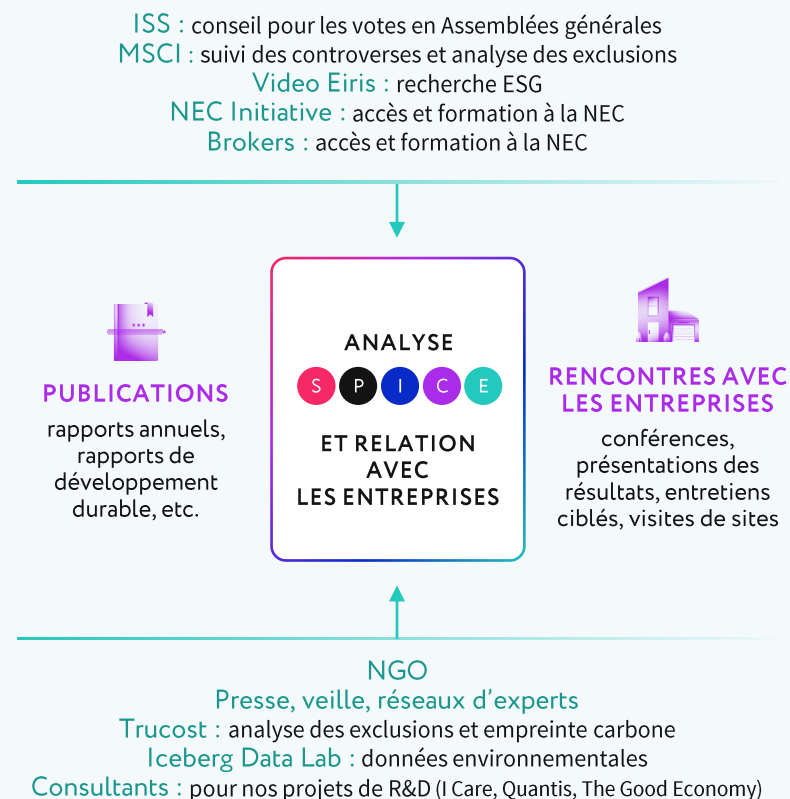 ISS : conseil pour les votes en Assemblées générales
MSCI : suivi des controverses et analyse des exclusions
Video Eiris : recherche ESG
NEC Initiative : accès et formation à la NEC
Brokers : accès et formation à la NEC
PUBLICATIONS
rapports annuels,
rapports de
développement
durable, etc.
ANALYSE
S P I C E
ET RELATION
AVEC
LES ENTREPRISES
RENCONTRES AVEC
LES ENTREPRISES
conférences,
présentations des
résultats, entretiens
ciblés, visites de sites
NGO
Presse, veille, réseaux d'experts
Trucost : analyse des exclusions et empreinte carbone
Iceberg Data Lab : données environnementales
Consultants : pour nos projets de R&D (I Care, Quantis, The Good Economy)